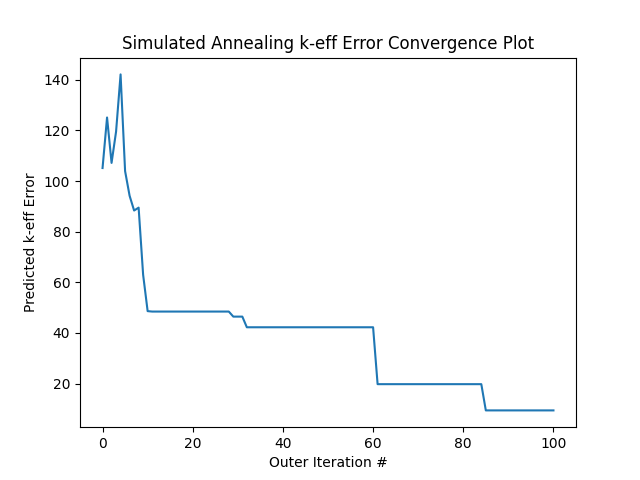 Simulated Annealing k-eff Error Convergence Plot
Predicted k-eff Error
140
120
100
80
60
40
20
0 20 40 60 80 100
Outer Iteration #